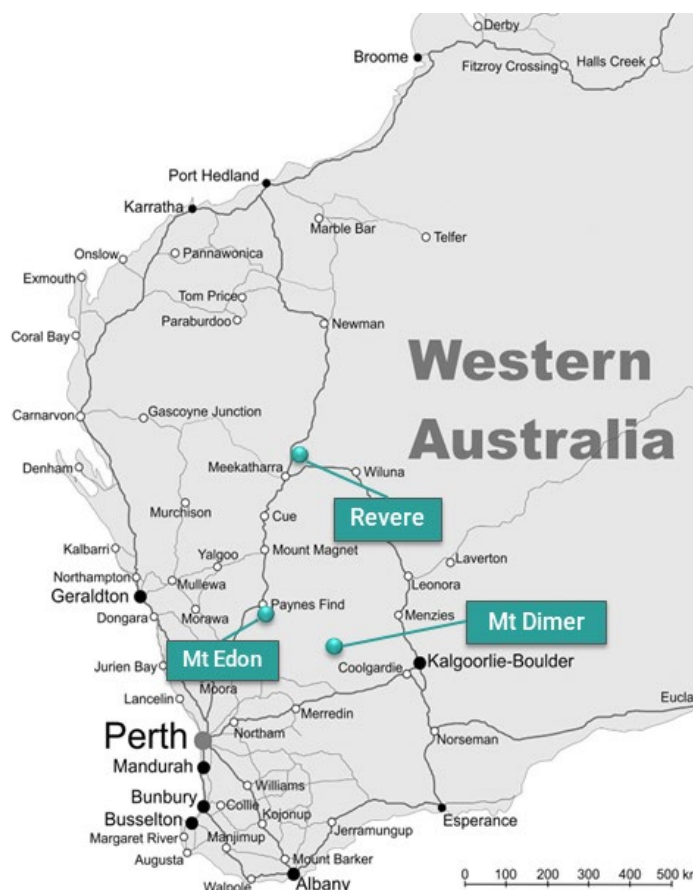 Derby
Broome
Fitzroy Crossing
Halls Creek
Port Hedland
Karratha
Marble Bar
Telfer
Onslow
Pannawonica
Exmouth
Tom Price
Paraburdoo
Newman
Coral Bay
Western
Australia
Carnarvon
Gascoyne Junction
Denham
Meekatharra
Wiluna
Murchison
Revere
Cue
Kalbarri
Yalgoo
Mount Magnet
Laverton
Northampton
Mullewa
Leonora
Geraldton
Morawa
Paynes Find
Menzies
Dongara
Mt Dimer
Mt Edon
Jurien Bay
Coolgardie
Kalgoorlie-Boulder
Moora
Lancelin
Merredin
Eucla
Perth
Northam
Norseman
Mandurah
Williams
Bunbury
Collie
Busselton
Kojonup
Esperance
Margaret River
Manjimup
Jerramungup
Augusta
Mount Barker
Walpole
Albany
0 100 200 300 400 500 km